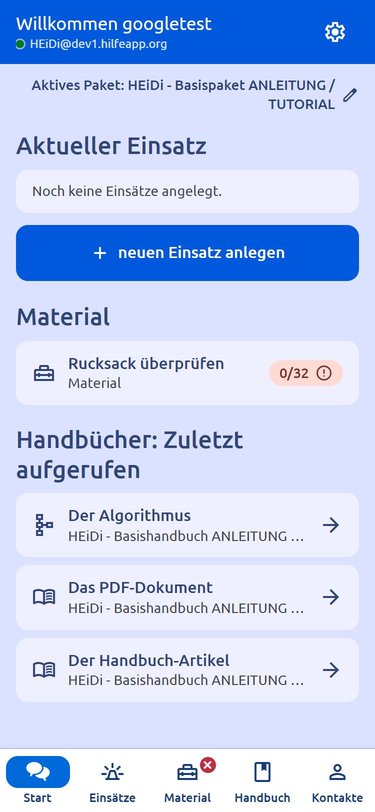 Willkommen googletest
HEiDi@dev1.hilfeapp.org
Aktives Paket: HEiDi - Basispaket ANLEITUNG /
TUTORIAL
Aktueller Einsatz
Noch keine Einsätze angelegt.
+ neuen Einsatz anlegen
Material
Rucksack überprüfen
Material
0/32
Handbücher: Zuletzt
aufgerufen
Der Algorithmus
HEiDi - Basishandbuch ANLEITUNG ...
Das PDF-Dokument
HEiDi - Basishandbuch ANLEITUNG ...
Der Handbuch-Artikel
HEiDi - Basishandbuch ANLEITUNG ...
Start Einsätze Material Handbuch Kontakte